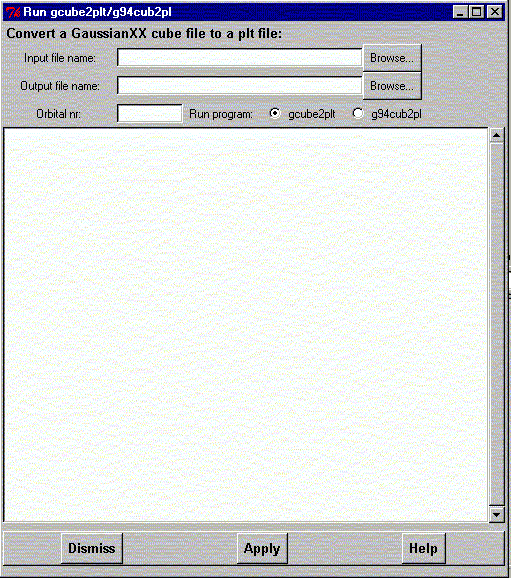 Run gcube2plt/g94cub2pl
Convert a GaussianXX cube file to a plt file:
Input file name: Browse...
Output file name: Browse...
Orbital nr: Run program: gcube2plt g94cub2pl
Dismiss Apply Help